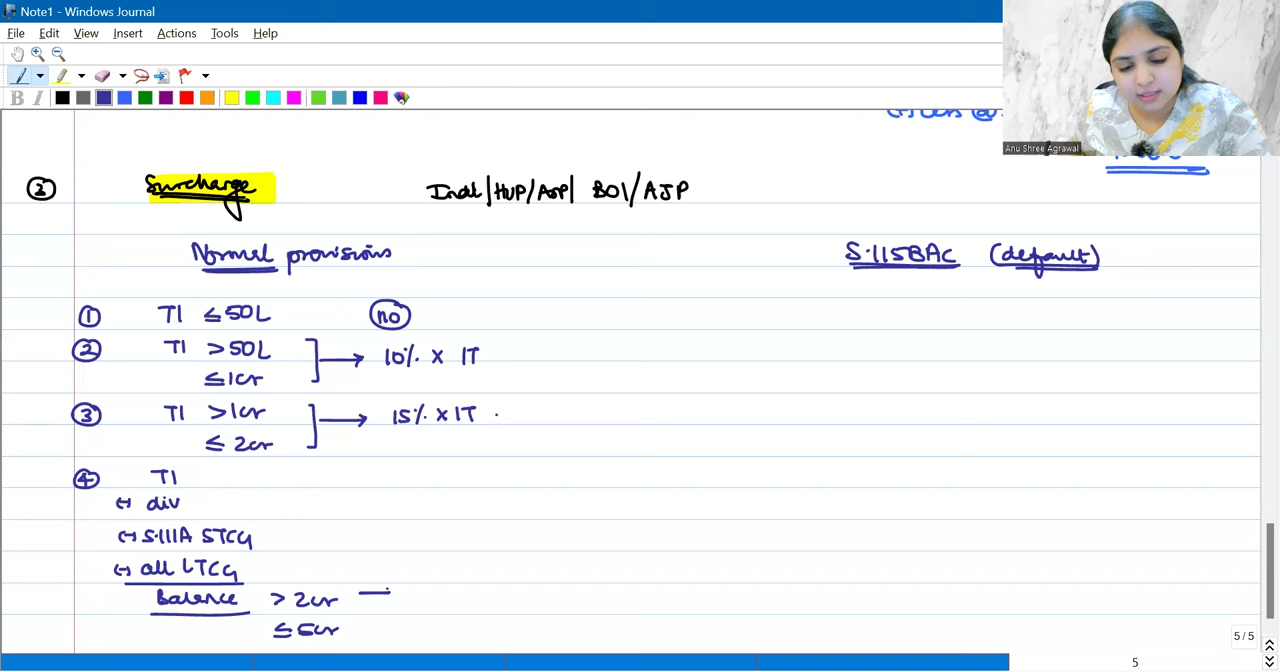 Note1 - Windows Journal
File Edit View Insert Actions Tools Help
B I
Anu Shree Agrawal
② Surcharge Indl|HUF/AOP| BOI/AJP
Normal provisions S.115BAC (default)
① TI ≤50L no
② TI >50L
≤1cr → 10% × IT
③ TI >1cr
≤ 2cr → 15% × IT
④ TI
(-) div
(-) S.111A STCG
(-) all LTCG
Balance > 2cr —
≤ 5cr
5/5
5